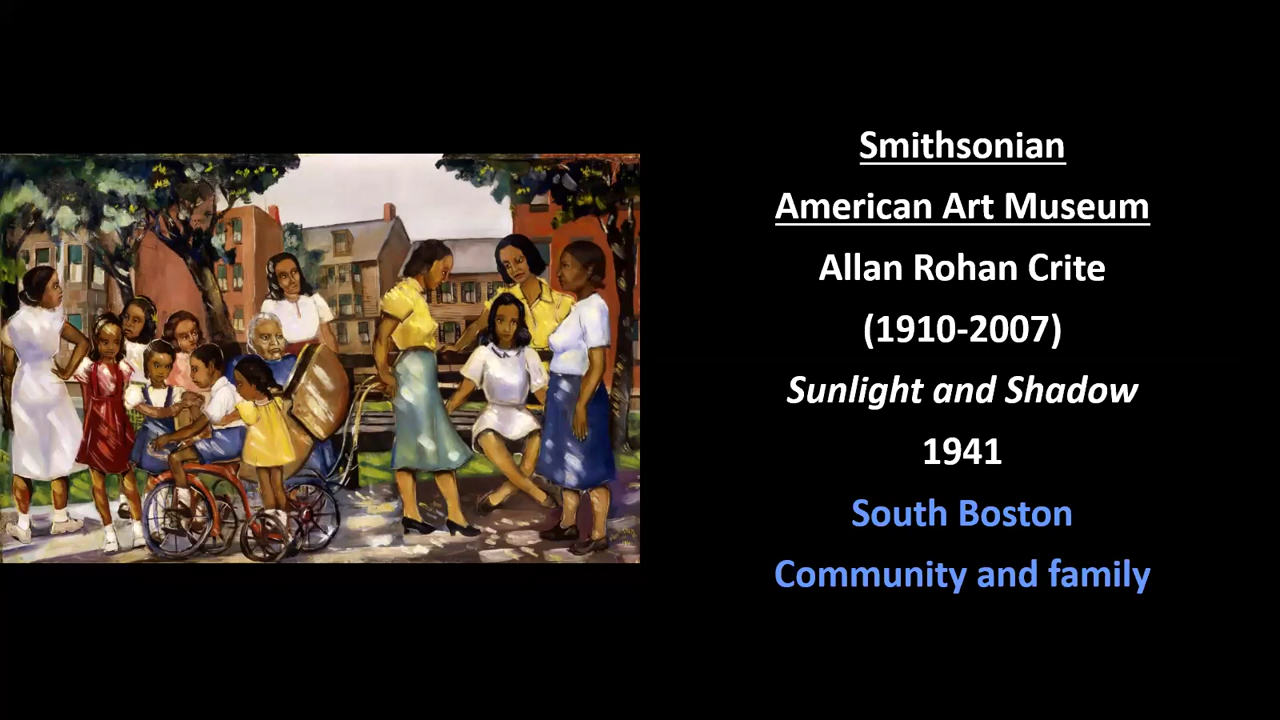 Smithsonian
American Art Museum
Allan Rohan Crite
(1910-2007)
Sunlight and Shadow
1941
South Boston
Community and family